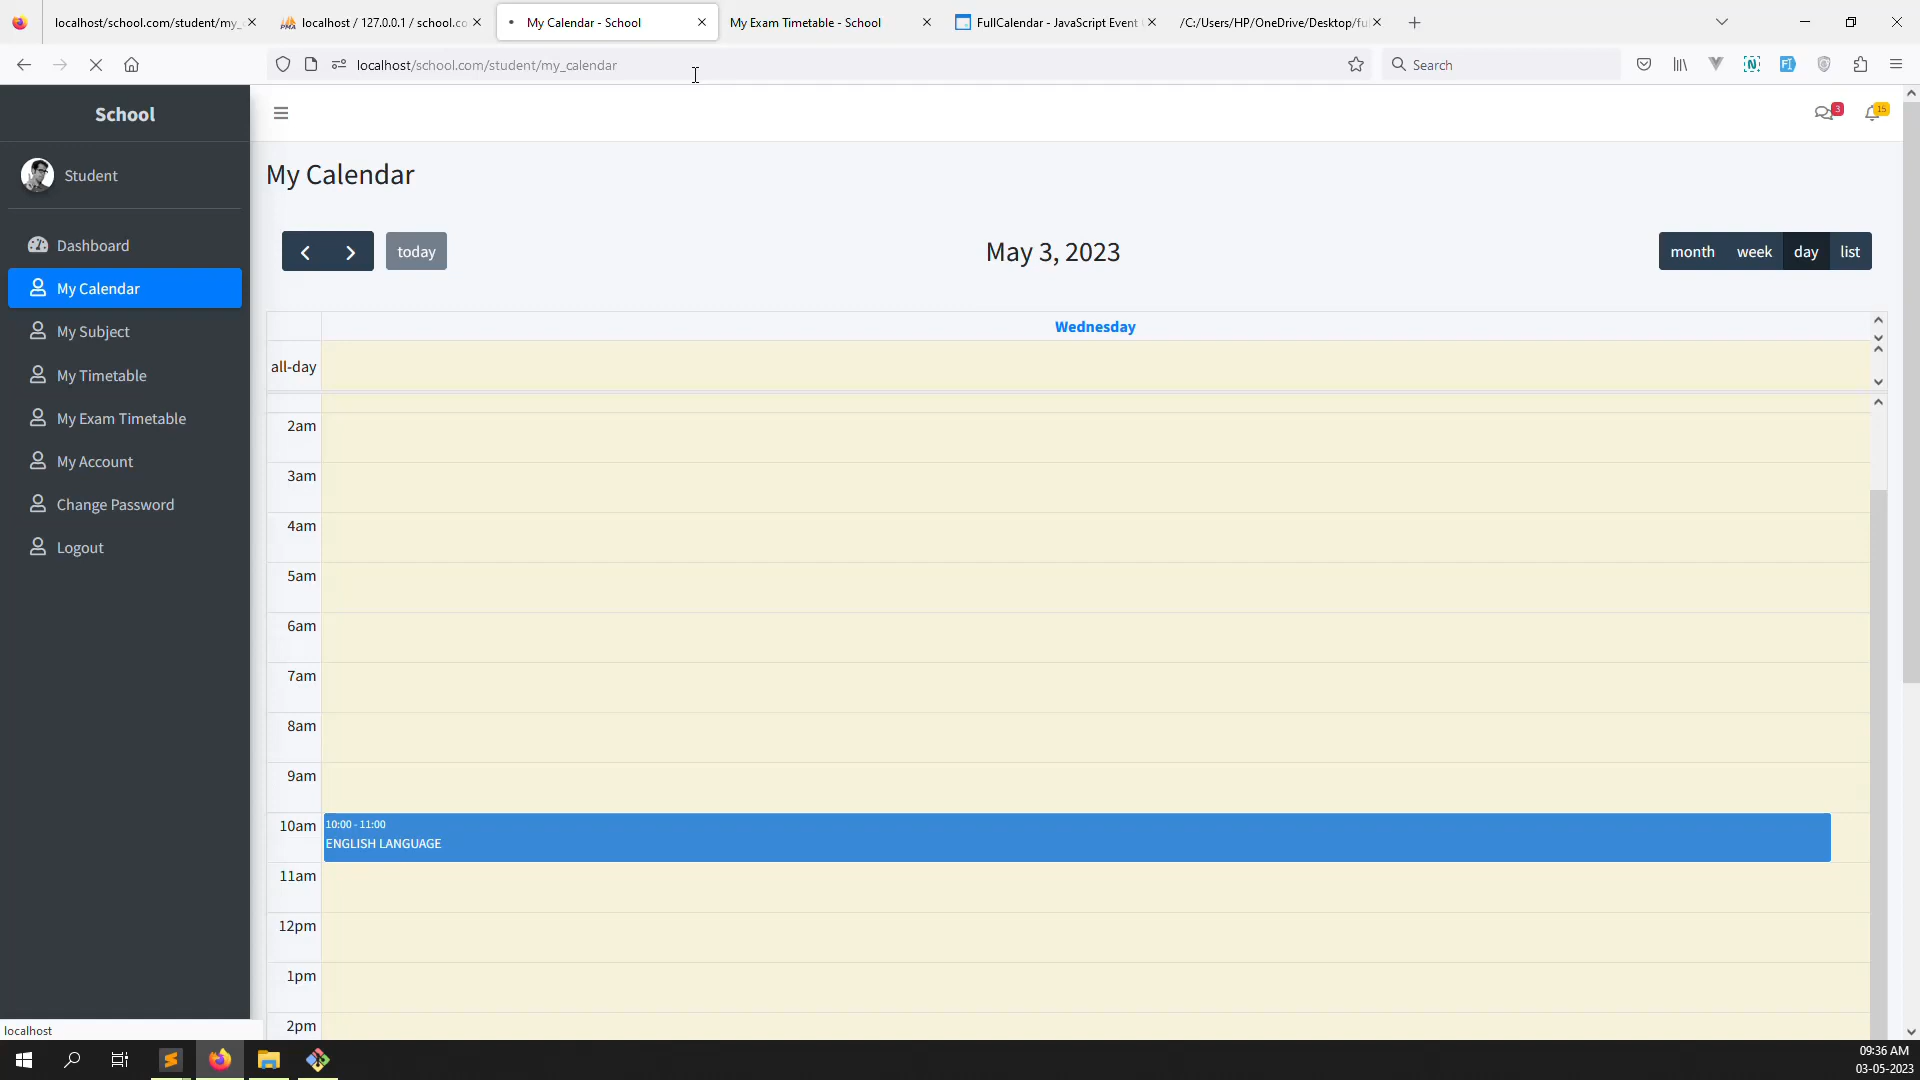 localhost/school.com/student/my_
localhost / 127.0.0.1 / school.co
My Calendar - School
My Exam Timetable - School
FullCalendar - JavaScript Event
/C:/Users/HP/OneDrive/Desktop/fu
localhost/school.com/student/my_calendar
Search
School
3
15
Student
My Calendar
today
May 3, 2023
month
week
day
list
Dashboard
My Calendar
My Subject
My Timetable
My Exam Timetable
My Account
Change Password
Logout
Wednesday
all-day
2am
3am
4am
5am
6am
7am
8am
9am
10am
10:00 - 11:00
ENGLISH LANGUAGE
11am
12pm
1pm
2pm
localhost
09:36 AM
03-05-2023